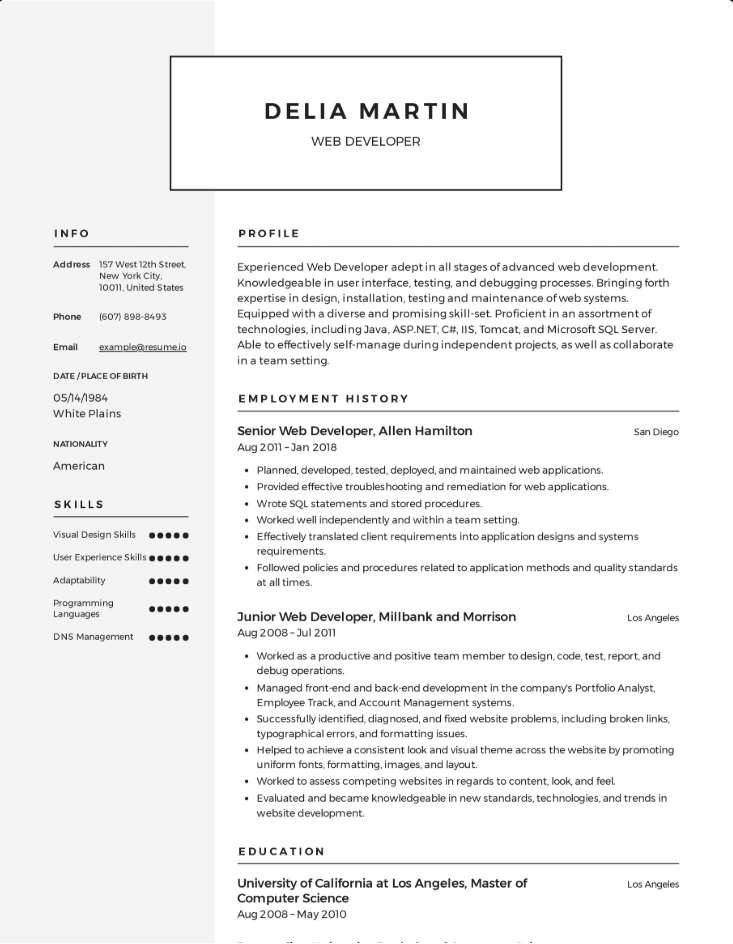 DELIA MARTIN
WEB DEVELOPER
INFO
Address 157 West 12th Street,
New York City,
10011, United States
Phone (607) 898-8493
Email example@resume.io
DATE / PLACE OF BIRTH
05/14/1984
White Plains
NATIONALITY
American
SKILLS
Visual Design Skills
User Experience Skills
Adaptability
Programming
Languages
DNS Management
PROFILE
Experienced Web Developer adept in all stages of advanced web development.
Knowledgeable in user interface, testing, and debugging processes. Bringing forth
expertise in design, installation, testing and maintenance of web systems.
Equipped with a diverse and promising skill-set. Proficient in an assortment of
technologies, including Java, ASP.NET, C#, IIS, Tomcat, and Microsoft SQL Server.
Able to effectively self-manage during independent projects, as well as collaborate
in a team setting.
EMPLOYMENT HISTORY
Senior Web Developer, Allen Hamilton San Diego
Aug 2011 – Jan 2018
• Planned, developed, tested, deployed, and maintained web applications.
• Provided effective troubleshooting and remediation for web applications.
• Wrote SQL statements and stored procedures.
• Worked well independently and within a team setting.
• Effectively translated client requirements into application designs and systems
requirements.
• Followed policies and procedures related to application methods and quality standards
at all times.
Junior Web Developer, Millbank and Morrison Los Angeles
Aug 2008 – Jul 2011
• Worked as a productive and positive team member to design, code, test, report, and
debug operations.
• Managed front-end and back-end development in the company's Portfolio Analyst,
Employee Track, and Account Management systems.
• Successfully identified, diagnosed, and fixed website problems, including broken links,
typographical errors, and formatting issues.
• Helped to achieve a consistent look and visual theme across the website by promoting
uniform fonts, formatting, images, and layout.
• Worked to assess competing websites in regards to content, look, and feel.
• Evaluated and became knowledgeable in new standards, technologies, and trends in
website development.
EDUCATION
University of California at Los Angeles, Master of Los Angeles
Computer Science
Aug 2008 – May 2010